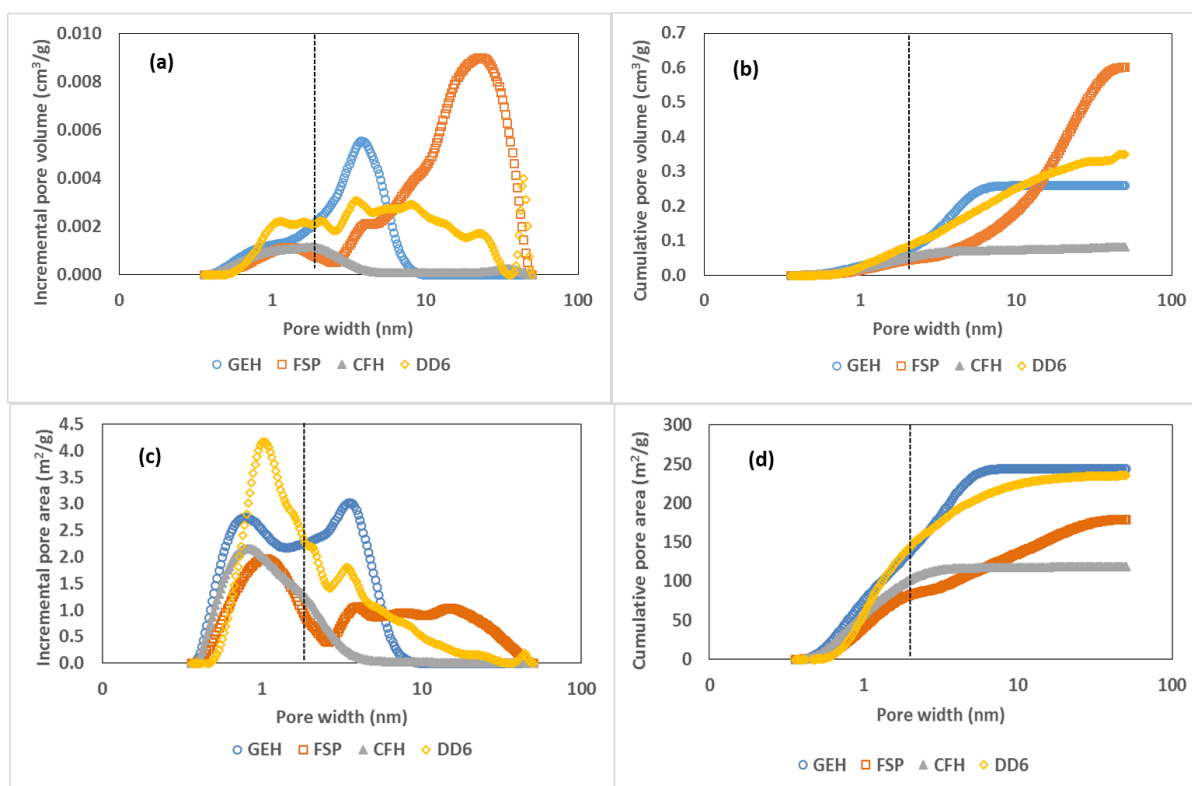 (a)
Incremental pore volume (cm³/g)
0.010
0.008
0.006
0.004
0.002
0.000
0 1 10 100
Pore width (nm)
GEH FSP CFH DD6
(b)
Cumulative pore volume (cm³/g)
0.7
0.6
0.5
0.4
0.3
0.2
0.1
0.0
0 1 10 100
Pore width (nm)
GEH FSP CFH DD6
(c)
Incremental pore area (m²/g)
4.5
4.0
3.5
3.0
2.5
2.0
1.5
1.0
0.5
0.0
0 1 10 100
Pore width (nm)
GEH FSP CFH DD6
(d)
Cumulative pore area (m²/g)
300
250
200
150
100
50
0
0 1 10 100
Pore width (nm)
GEH FSP CFH DD6